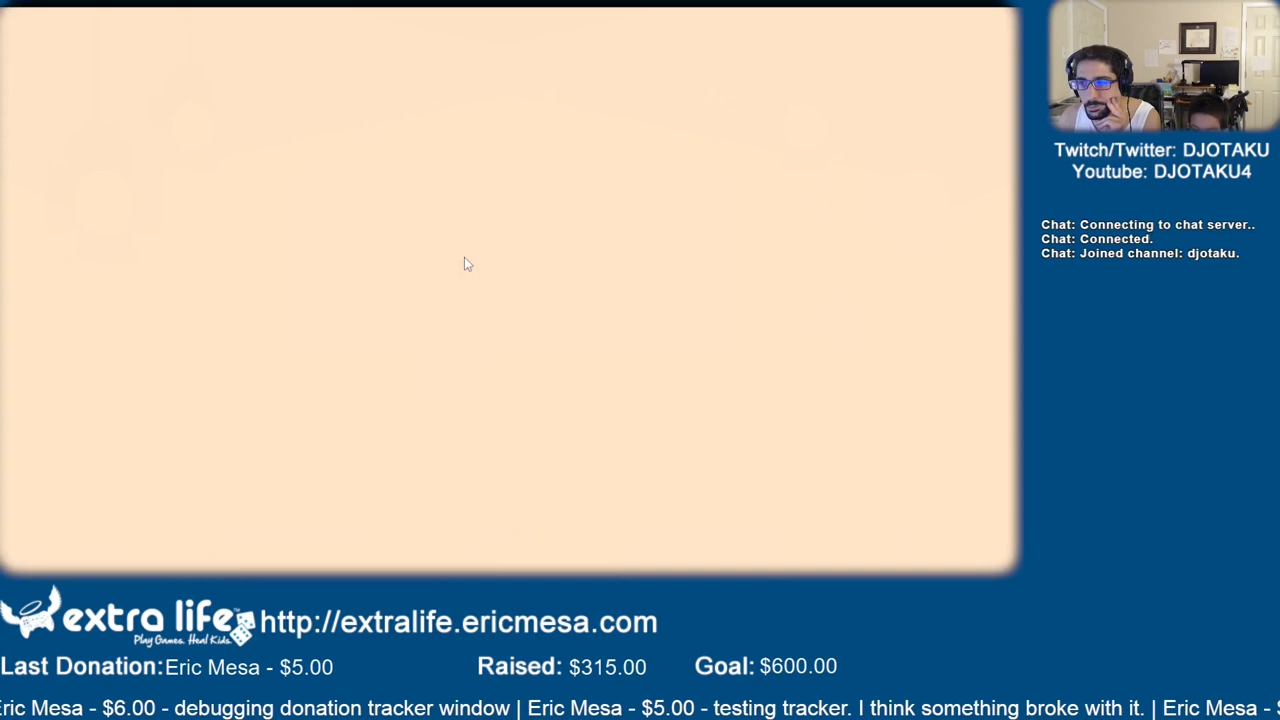 Twitch/Twitter: DJOTAKU
Youtube: DJOTAKU4
Chat: Connecting to chat server..
Chat: Connected.
Chat: Joined channel: djotaku.
extra life
Play Games. Heal Kids.
http://extralife.ericmesa.com
Last Donation: Eric Mesa - $5.00 Raised: $315.00 Goal: $600.00
ric Mesa - $6.00 - debugging donation tracker window | Eric Mesa - $5.00 - testing tracker. I think something broke with it. | Eric Mesa -